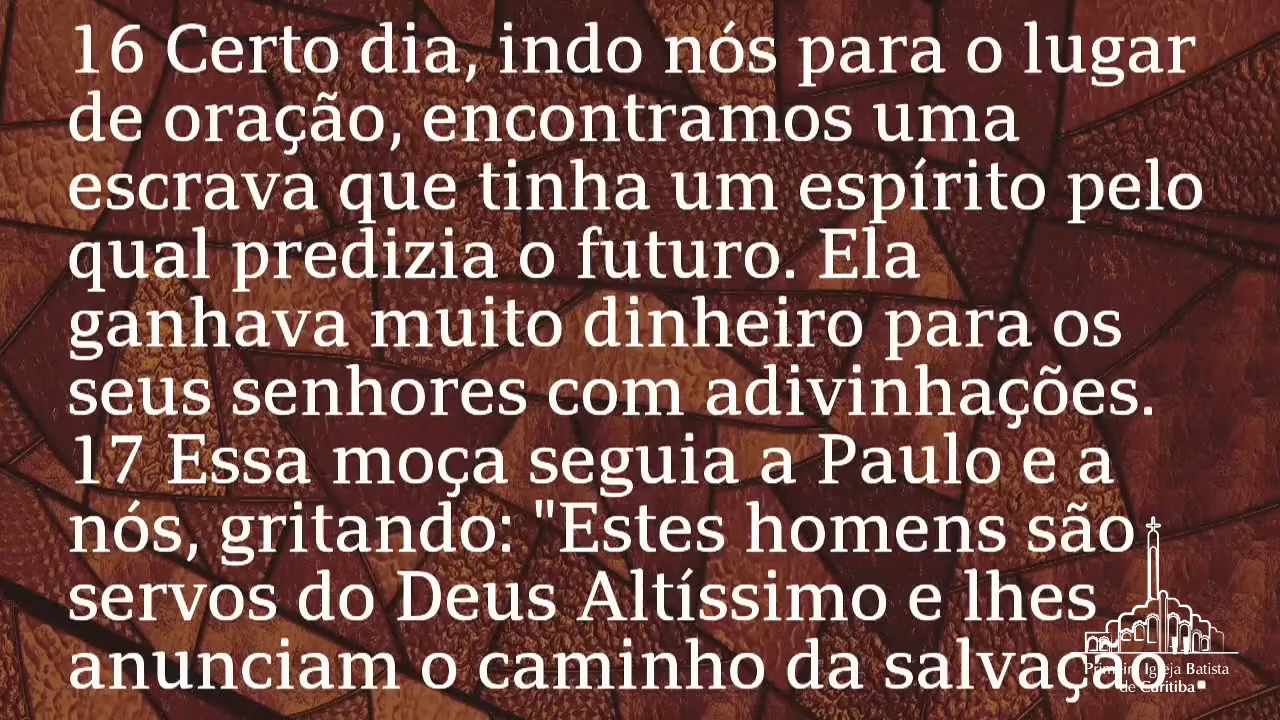 16 Certo dia, indo nós para o lugar
de oração, encontramos uma
escrava que tinha um espírito pelo
qual predizia o futuro. Ela
ganhava muito dinheiro para os
seus senhores com adivinhações.
17 Essa moça seguia a Paulo e a
nós, gritando: "Estes homens são
servos do Deus Altíssimo e lhes
anunciam o caminho da salvação".
Primeira Igreja Batista
de Curitiba